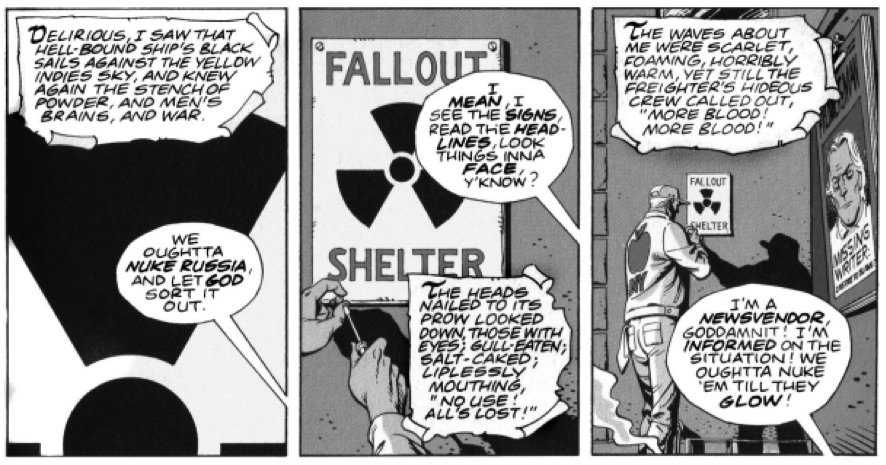 DELIRIOUS, I SAW THAT
HELL-BOUND SHIP'S BLACK
SAILS AGAINST THE YELLOW
INDIES SKY, AND KNEW
AGAIN THE STENCH OF
POWDER, AND MEN'S
BRAINS, AND WAR.
WE
OUGHTTA
NUKE RUSSIA,
AND LET GOD
SORT IT
OUT.
FALLOUT
SHELTER
I
MEAN, I
SEE THE SIGNS,
READ THE HEAD-
LINES, LOOK
THINGS INNA
FACE,
Y'KNOW?
THE HEADS
NAILED TO ITS
PROW LOOKED
DOWN, THOSE WITH
EYES; GULL-EATEN;
SALT-CAKED;
LIPLESSLY
MOUTHING,
"NO USE!
ALL'S LOST!"
THE WAVES ABOUT
ME WERE SCARLET,
FOAMING, HORRIBLY
WARM, YET STILL THE
FREIGHTER'S HIDEOUS
CREW CALLED OUT,
"MORE BLOOD!
MORE BLOOD!"
FALLOUT
SHELTER
NY
MISSING
WRITER:
I'M A
NEWSVENDOR,
GODDAMNIT! I'M
INFORMED ON THE
SITUATION! WE
OUGHTTA NUKE
'EM TILL THEY
GLOW!